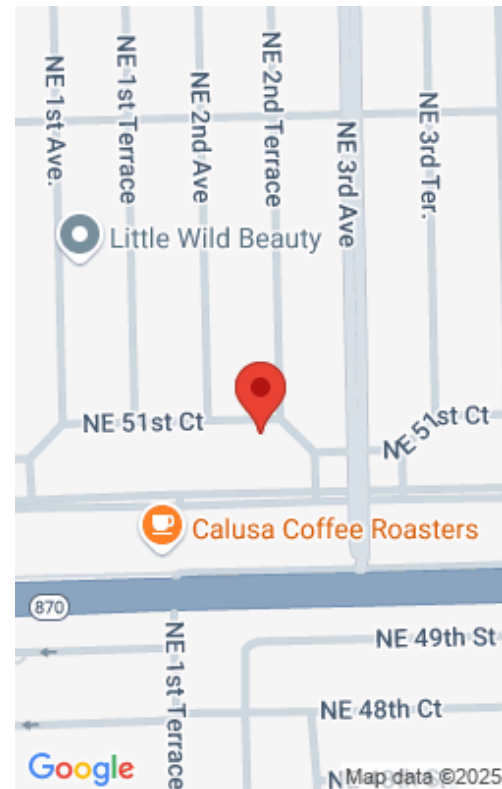 NE 1st Ave.
NE 1st Terrace
NE 2nd Ave
NE 2nd Terrace
NE 3rd Ave
NE 3rd Ter.
Little Wild Beauty
NE 51st Ct
NE 51st Ct
Calusa Coffee Roasters
870
NE 1st Terrace
NE 49th St
NE 48th Ct
Google
Map data ©2025